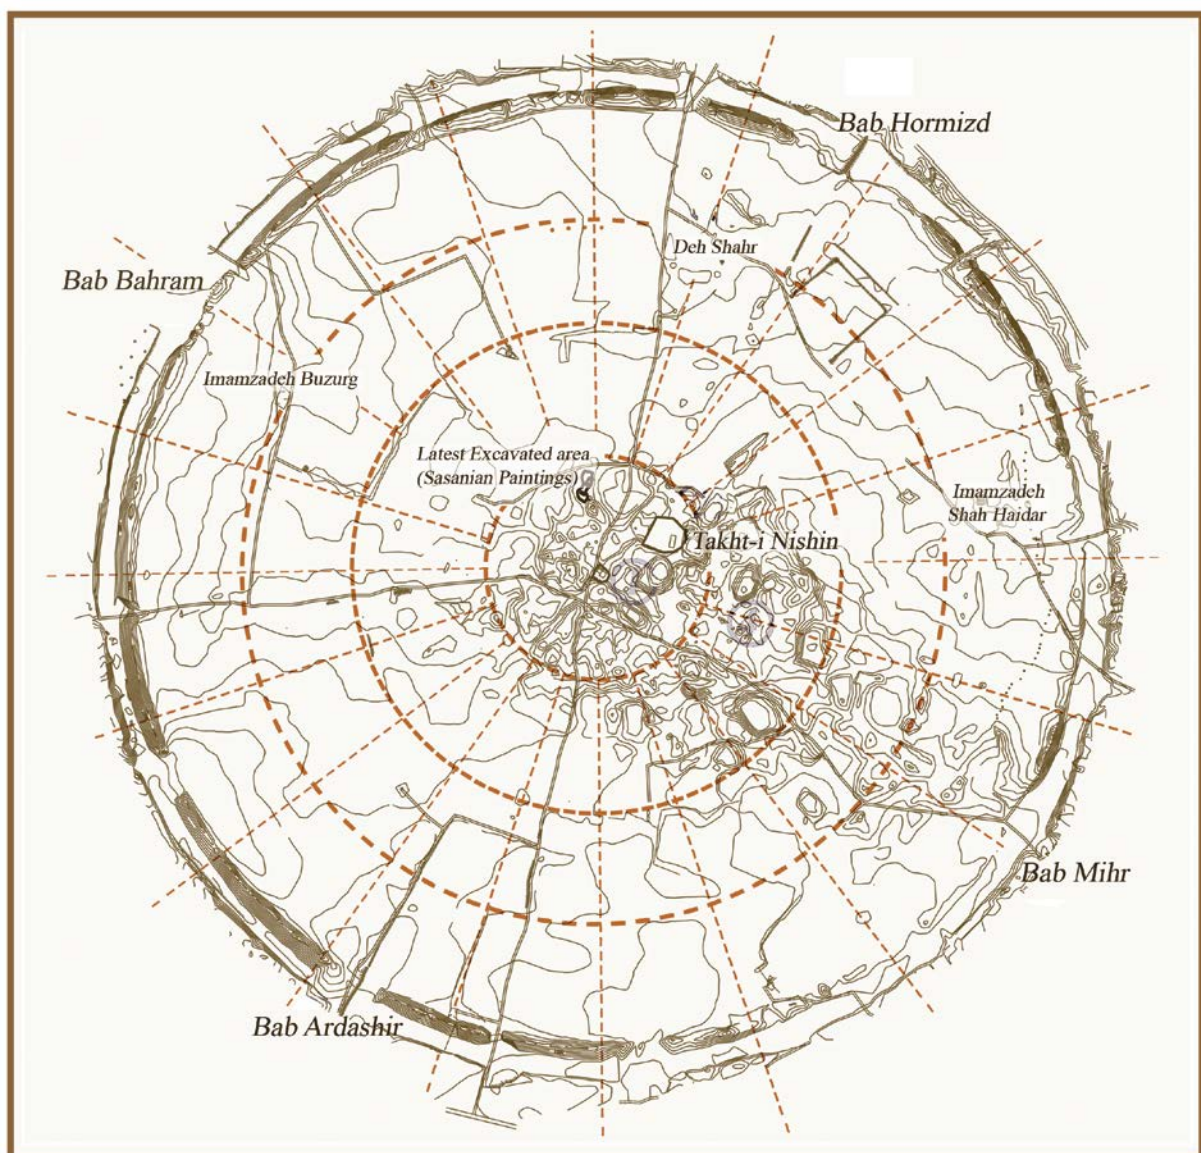 Bab Hormizd
Deh Shahr
Bab Bahram
Imamzadeh Buzurg
Latest Excavated area
(Sasanian Paintings)
Imamzadeh
Shah Haidar
Takht-i Nishin
Bab Mihr
Bab Ardashir